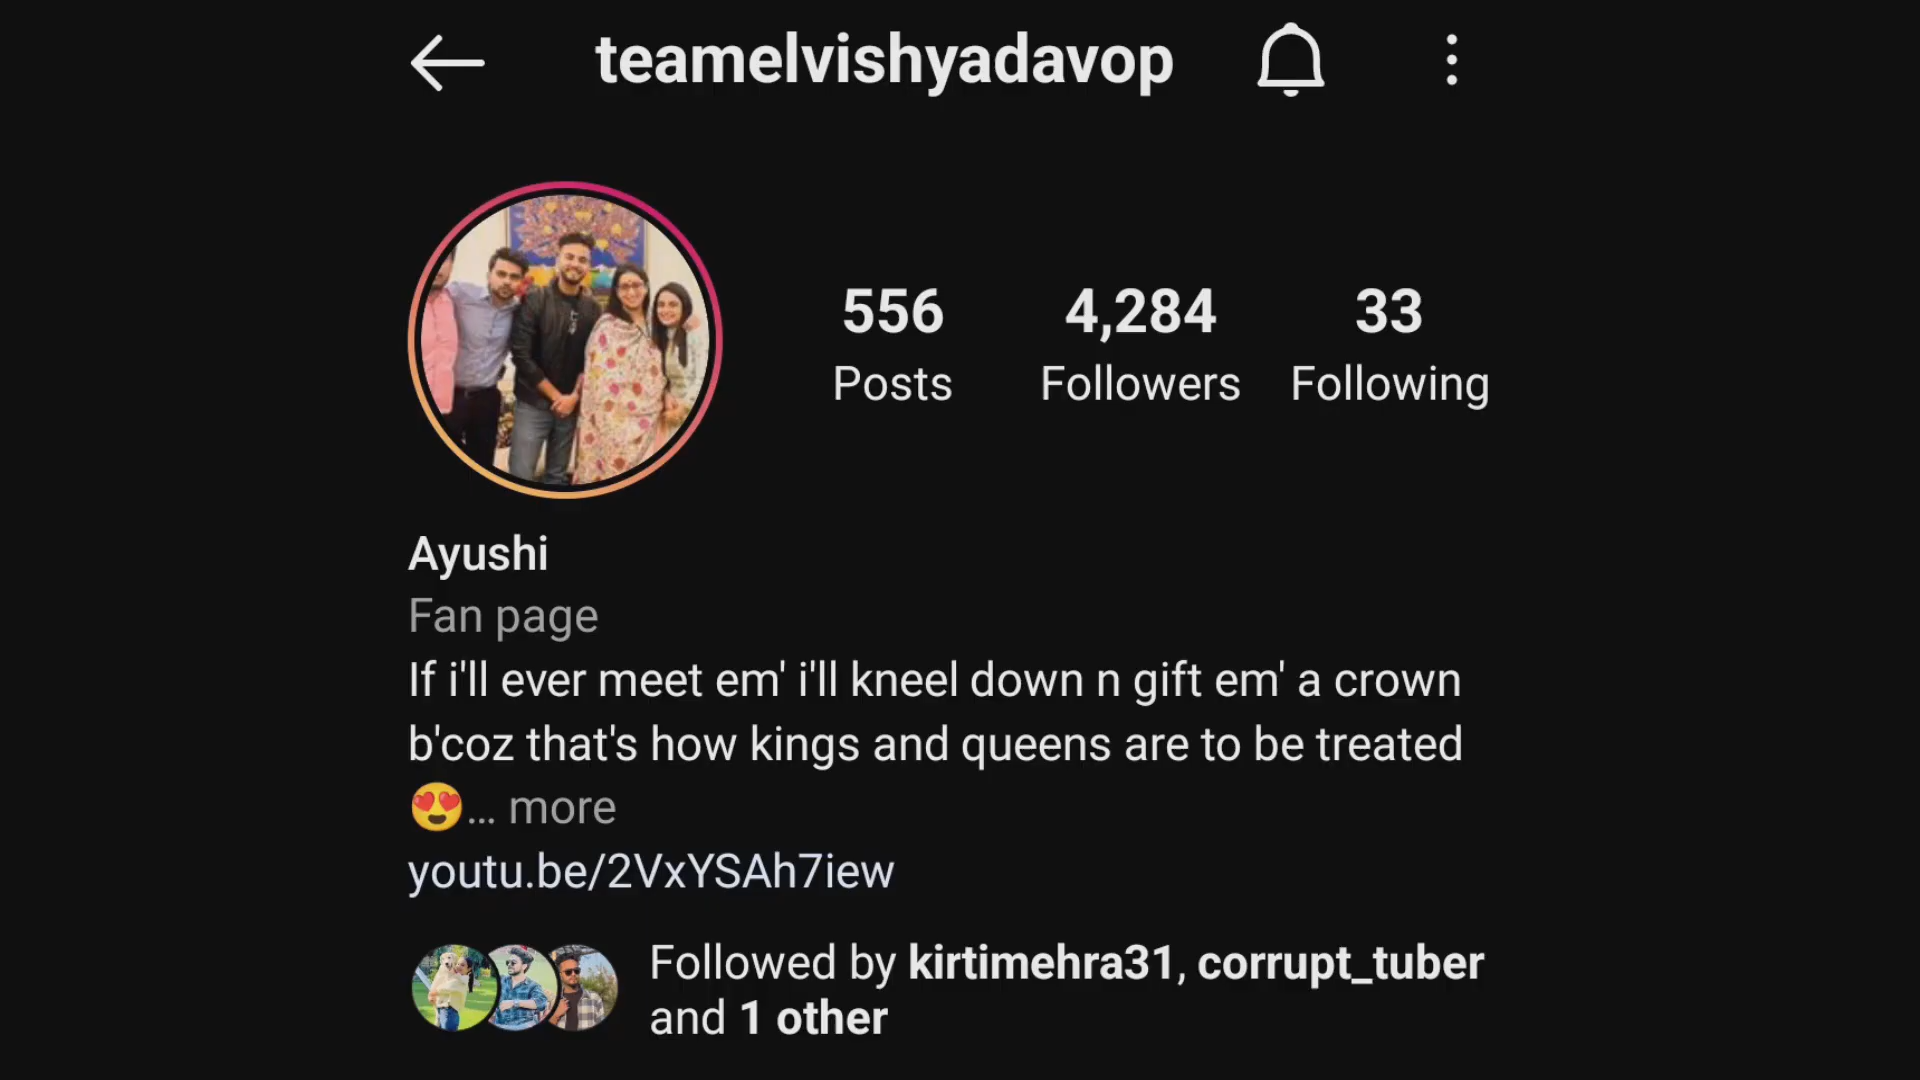 teamelvishyadavop
556 4,284 33
Posts Followers Following
Ayushi
Fan page
If i'll ever meet em' i'll kneel down n gift em' a crown
b'coz that's how kings and queens are to be treated
😍... more
youtu.be/2VxYSAh7iew
Followed by kirtimehra31, corrupt_tuber
and 1 other